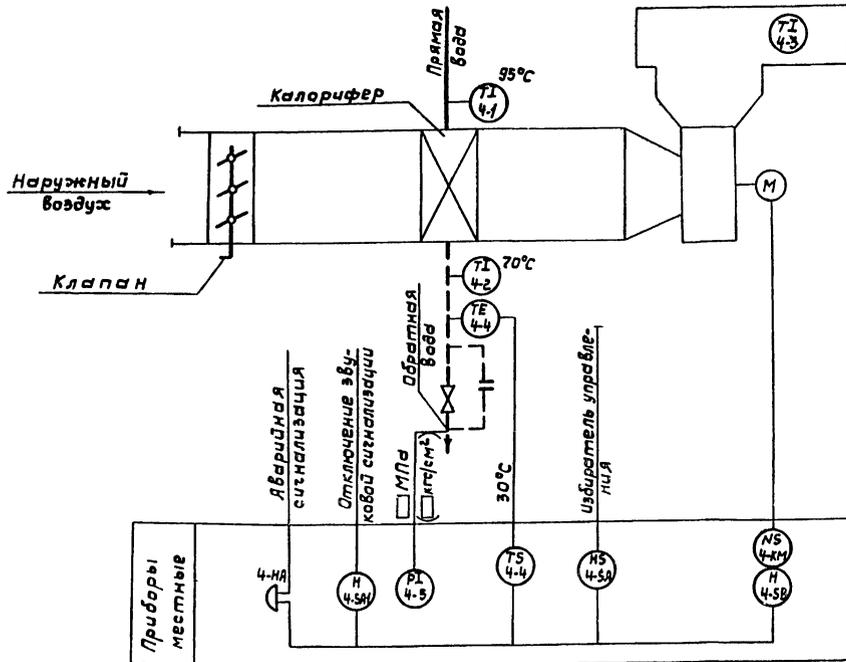 TI
4-3
Прямая
вода
95°С
TI
4-1
Калорифер
Наружный
воздух
М
Клапан
TI
4-2
70°С
TE
4-4
Обратная
вода
Аварийная
сигнализация
Отключение зву-
ковой сигнализации
МПа
(кгс/см²)
30°С
Избиратель управле-
ния
Приборы
местные
4-НА
H
4-SA1
PI
4-5
TS
4-4
HS
4-SA
NS
4-КМ
H
4-SB